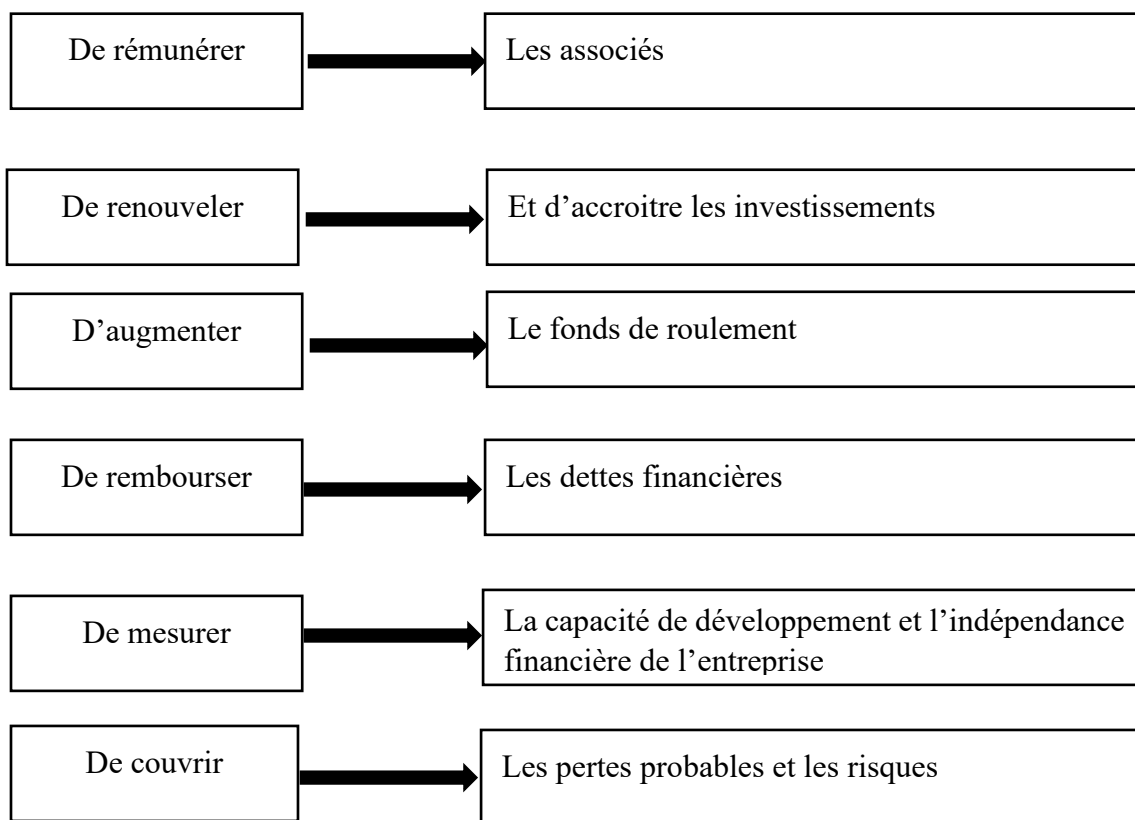 De rémunérer
Les associés
De renouveler
Et d’accroitre les investissements
D’augmenter
Le fonds de roulement
De rembourser
Les dettes financières
De mesurer
La capacité de développement et l’indépendance
financière de l’entreprise
De couvrir
Les pertes probables et les risques